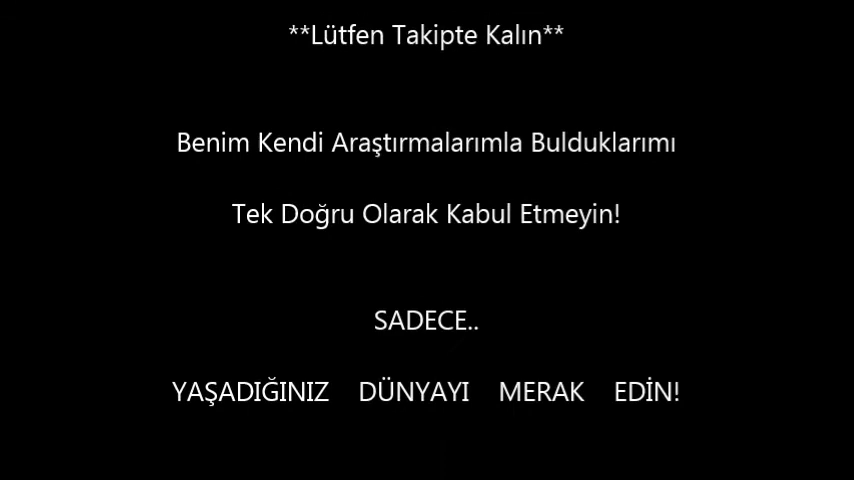 **Lütfen Takipte Kalın**
Benim Kendi Araştırmalarımla Bulduklarımı
Tek Doğru Olarak Kabul Etmeyin!
SADECE..
YAŞADIĞINIZ DÜNYAYI MERAK EDİN!